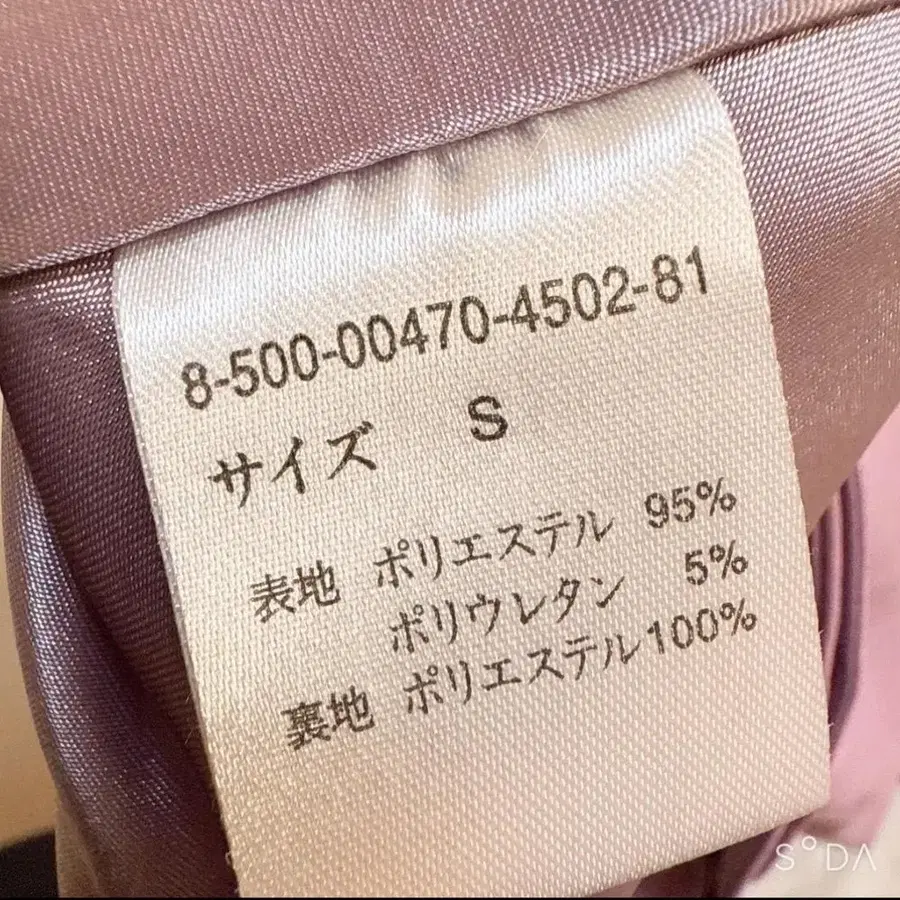 8-500-00470-4502-81
サイズ S
表地 ポリエステル 95%
ポリウレタン 5%
裏地 ポリエステル100%
SODA